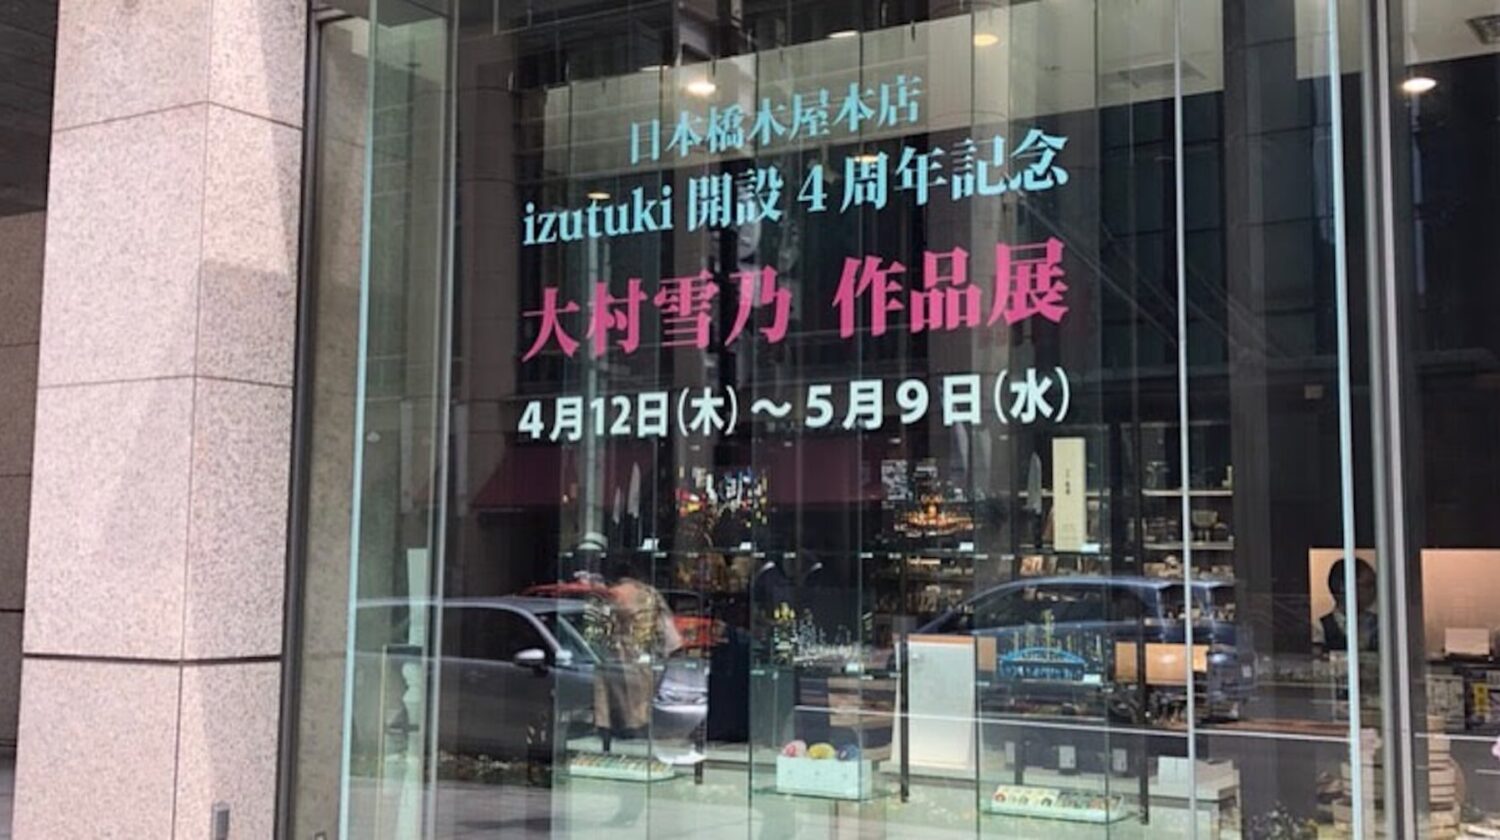 日本橋木屋本店
izutuki 開設4周年記念
大村雪乃 作品展
4月12日(木)～5月9日(水)